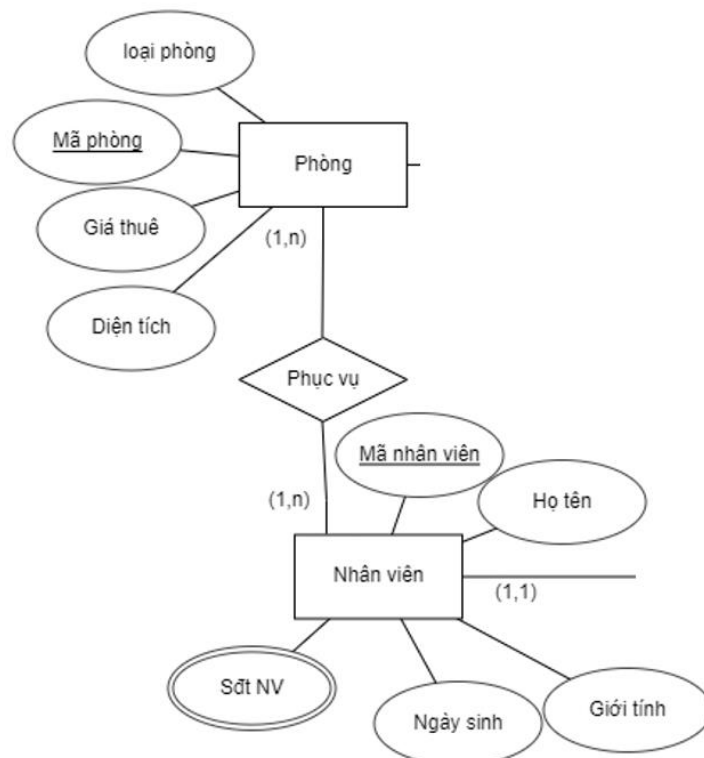 loại phòng
Mã phòng
Phòng
Giá thuê
(1,n)
Diện tích
Phục vụ
Mã nhân viên
(1,n)
Họ tên
Nhân viên
(1,1)
Sđt NV
Ngày sinh
Giới tính